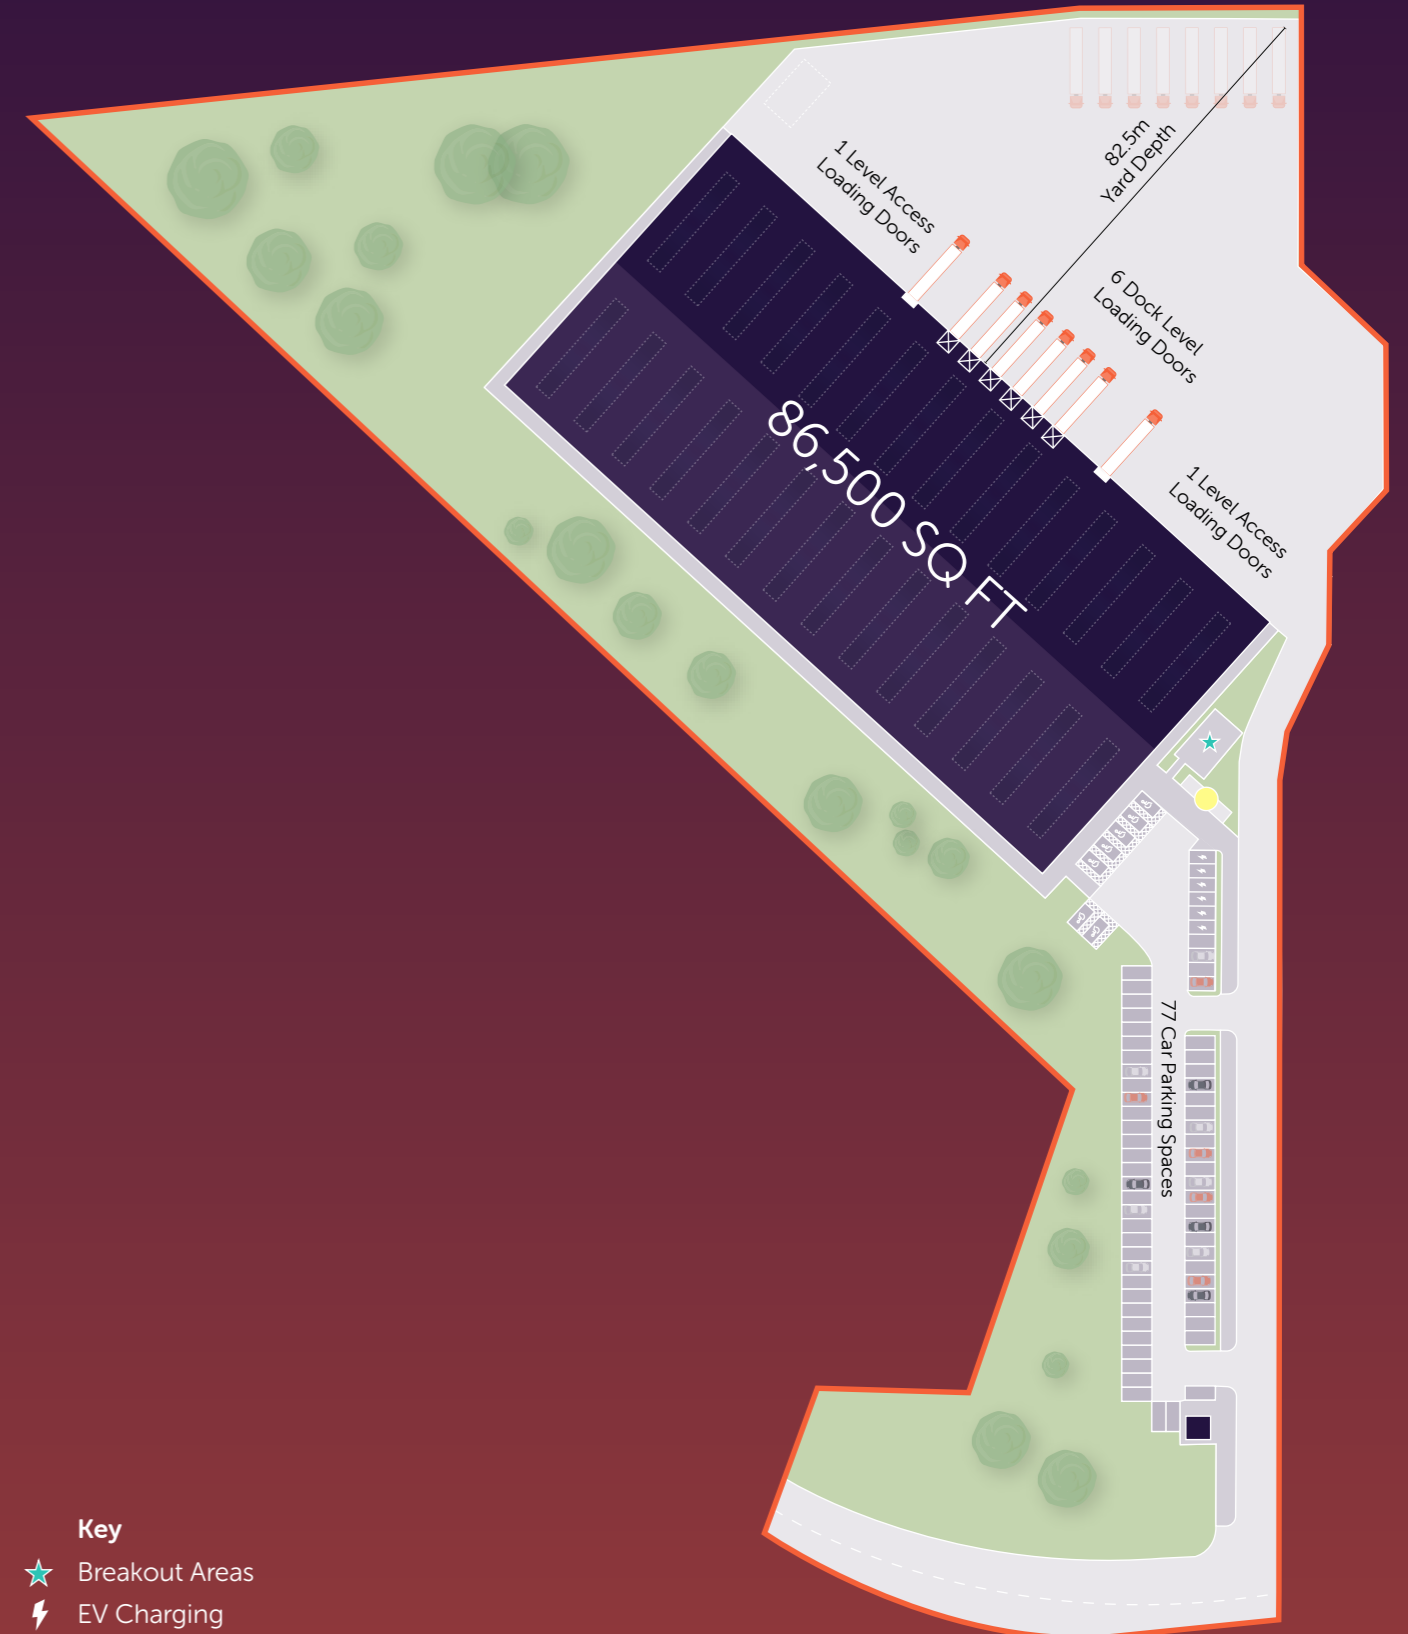 82.5m
Yard Depth
1 Level Access
Loading Doors
6 Dock Level
Loading Doors
86,500 SQ FT
1 Level Access
Loading Doors
77 Car Parking Spaces
Key
Breakout Areas
EV Charging